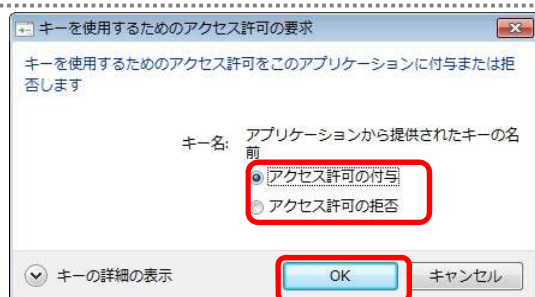 キーを使用するためのアクセス許可の要求
キーを使用するためのアクセス許可をこのアプリケーションに付与または拒
否します
キー名: アプリケーションから提供されたキーの名
前
アクセス許可の付与
アクセス許可の拒否
キーの詳細の表示 OK キャンセル